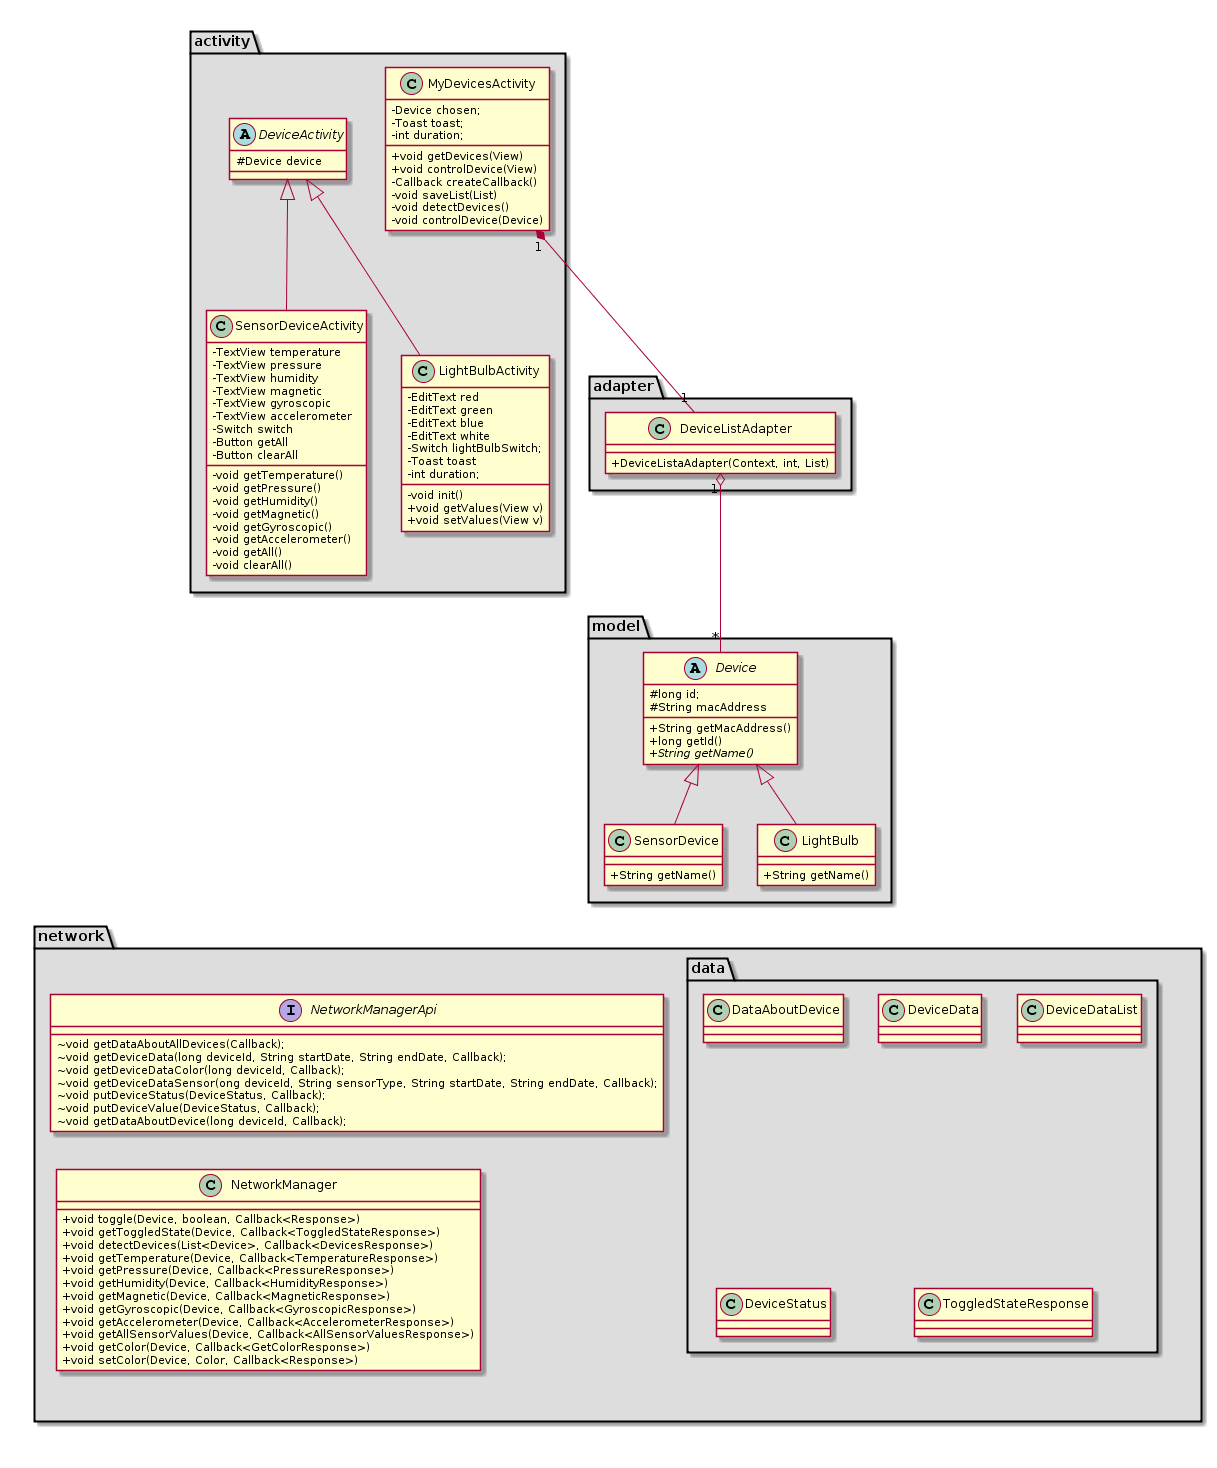 activity
C MyDevicesActivity
-Device chosen;
-Toast toast;
-int duration;
+void getDevices(View)
+void controlDevice(View)
-Callback createCallback()
-void saveList(List)
-void detectDevices()
-void controlDevice(Device)
1
A DeviceActivity
#Device device
C SensorDeviceActivity
-TextView temperature
-TextView pressure
-TextView humidity
-TextView magnetic
-TextView gyroscopic
-TextView accelerometer
-Switch switch
-Button getAll
-Button clearAll
-void getTemperature()
-void getPressure()
-void getHumidity()
-void getMagnetic()
-void getGyroscopic()
-void getAccelerometer()
-void getAll()
-void clearAll()
C LightBulbActivity
-EditText red
-EditText green
-EditText blue
-EditText white
-Switch lightBulbSwitch;
-Toast toast
-int duration;
-void init()
+void getValues(View v)
+void setValues(View v)
adapter
1
C DeviceListAdapter
+DeviceListaAdapter(Context, int, List)
1
*
model
A Device
#long id;
#String macAddress
+String getMacAddress()
+long getId()
+String getName()
C SensorDevice
+String getName()
C LightBulb
+String getName()
network
I NetworkManagerApi
~void getDataAboutAllDevices(Callback);
~void getDeviceData(long deviceId, String startDate, String endDate, Callback);
~void getDeviceDataColor(long deviceId, Callback);
~void getDeviceDataSensor(ong deviceId, String sensorType, String startDate, String endDate, Callback);
~void putDeviceStatus(DeviceStatus, Callback);
~void putDeviceValue(DeviceStatus, Callback);
~void getDataAboutDevice(long deviceId, Callback);
C NetworkManager
+void toggle(Device, boolean, Callback<Response>)
+void getToggledState(Device, Callback<ToggledStateResponse>)
+void detectDevices(List<Device>, Callback<DevicesResponse>)
+void getTemperature(Device, Callback<TemperatureResponse>)
+void getPressure(Device, Callback<PressureResponse>)
+void getHumidity(Device, Callback<HumidityResponse>)
+void getMagnetic(Device, Callback<MagneticResponse>)
+void getGyroscopic(Device, Callback<GyroscopicResponse>)
+void getAccelerometer(Device, Callback<AccelerometerResponse>)
+void getAllSensorValues(Device, Callback<AllSensorValuesResponse>)
+void getColor(Device, Callback<GetColorResponse>)
+void setColor(Device, Color, Callback<Response>)
data
C DataAboutDevice
C DeviceData
C DeviceDataList
C DeviceStatus
C ToggledStateResponse